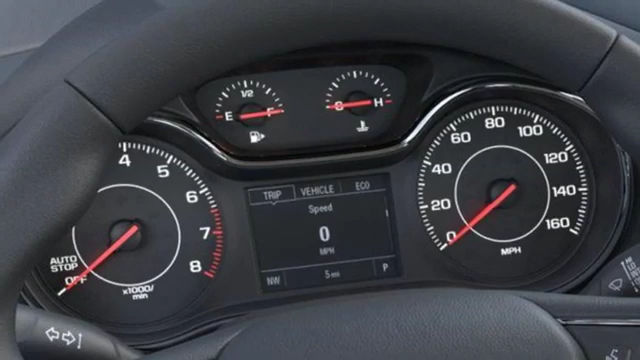 1/2
E F
C H
4 5 6 7 8
AUTO
STOP
OFF
x1000/
min
TRIP VEHICLE ECO
Speed
0
MPH
NW 5 mi P
0 20 40 60 80 100 120 140 160
MPH